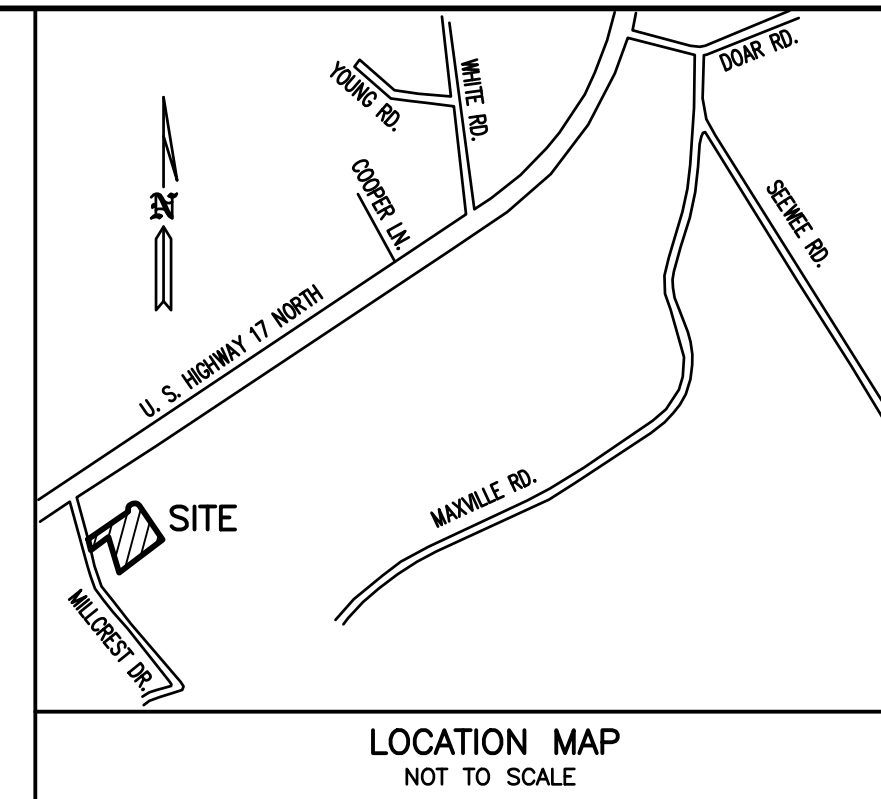 DOAR RD.
WHITE RD.
YOUNG RD.
COOPER LN.
SEEWEE RD.
N
U. S. HIGHWAY 17 NORTH
MAXVILLE RD.
SITE
MILLCREST DR.
LOCATION MAP
NOT TO SCALE